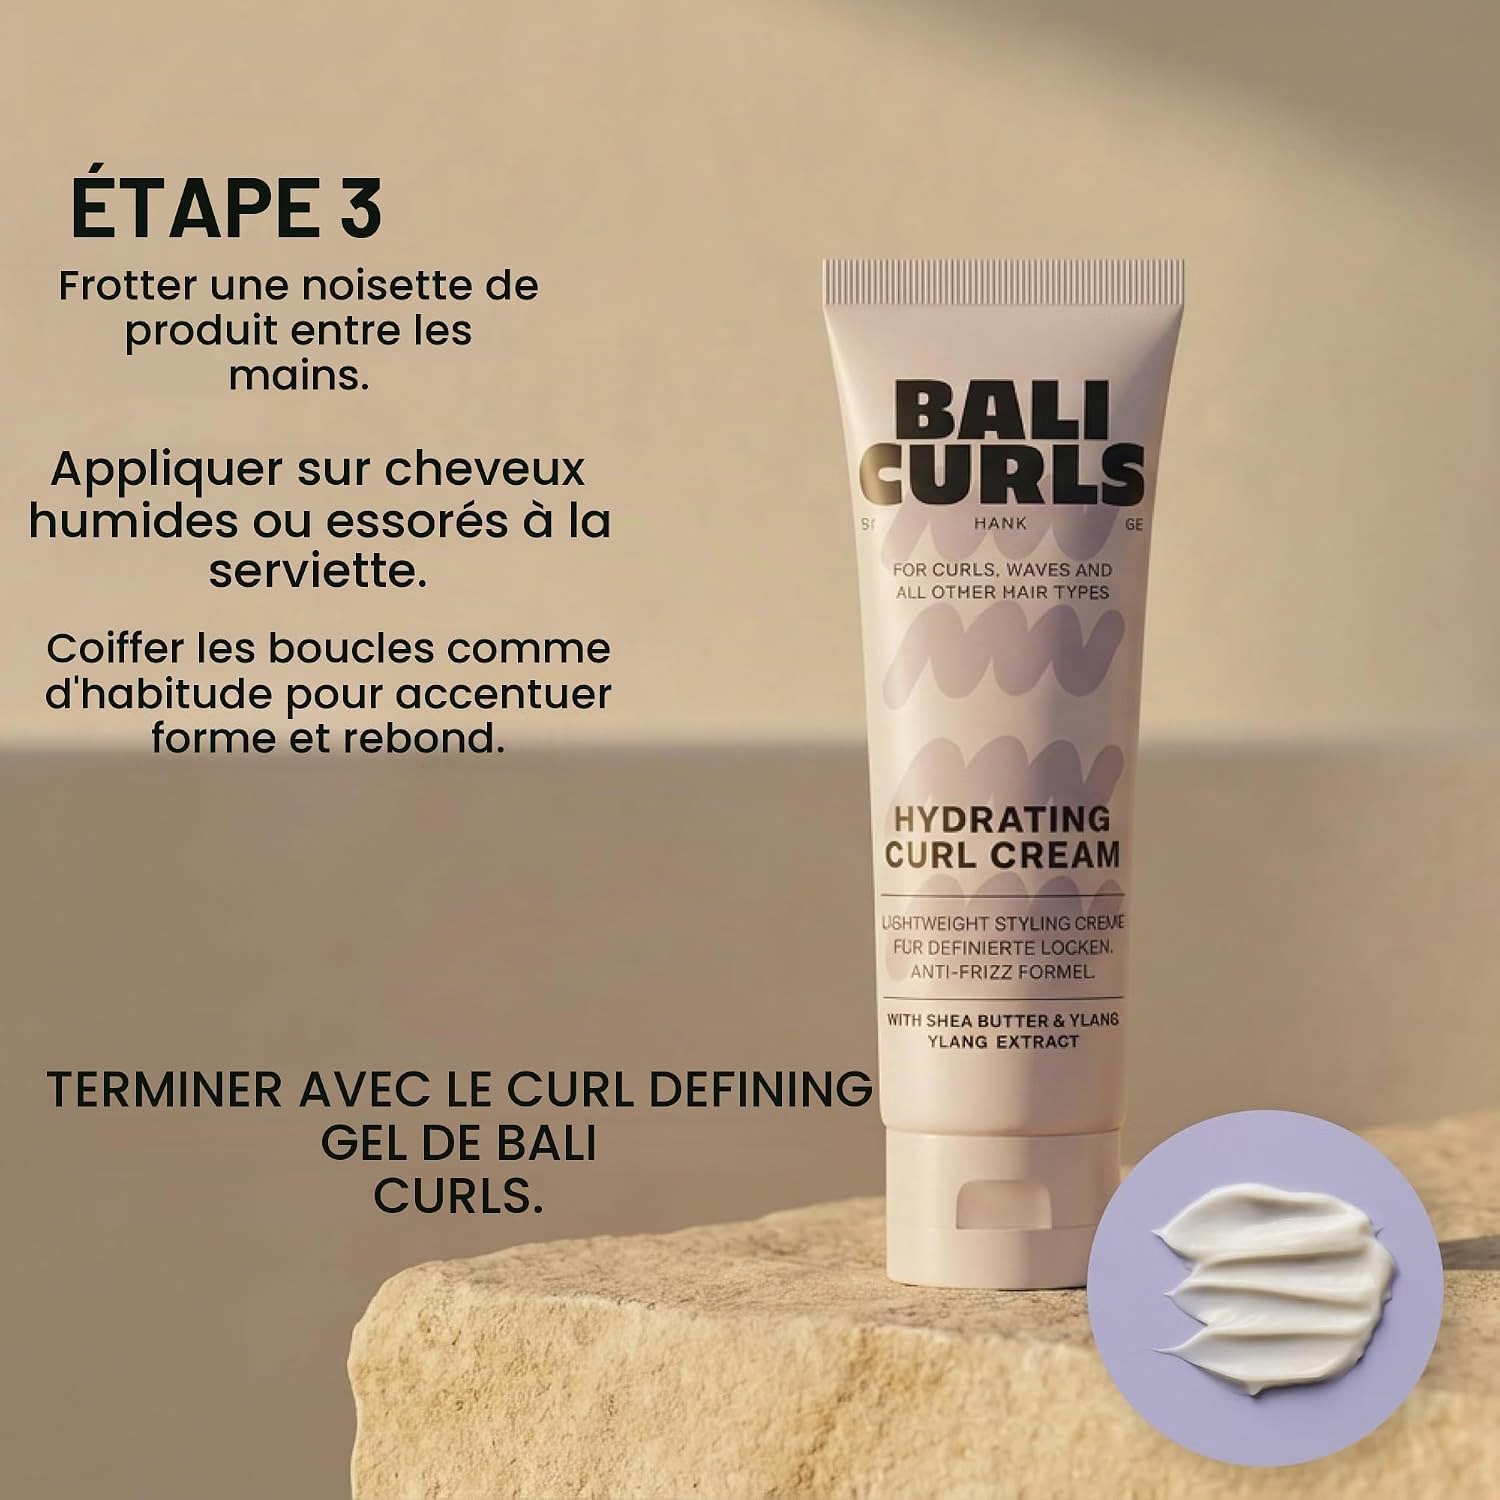 ÉTAPE 3
Frotter une noisette de
produit entre les
mains.
Appliquer sur cheveux
humides ou essorés à la
serviette.
Coiffer les boucles comme
d'habitude pour accentuer
forme et rebond.
TERMINER AVEC LE CURL DEFINING
GEL DE BALI
CURLS.
BALI
CURLS
HANK GE
FOR CURLS, WAVES AND
ALL OTHER HAIR TYPES
HYDRATING
CURL CREAM
LIGHTWEIGHT STYLING CREME
FÜR DEFINIERTE LOCKEN.
ANTI-FRIZZ FORMEL.
WITH SHEA BUTTER & YLANG
YLANG EXTRACT